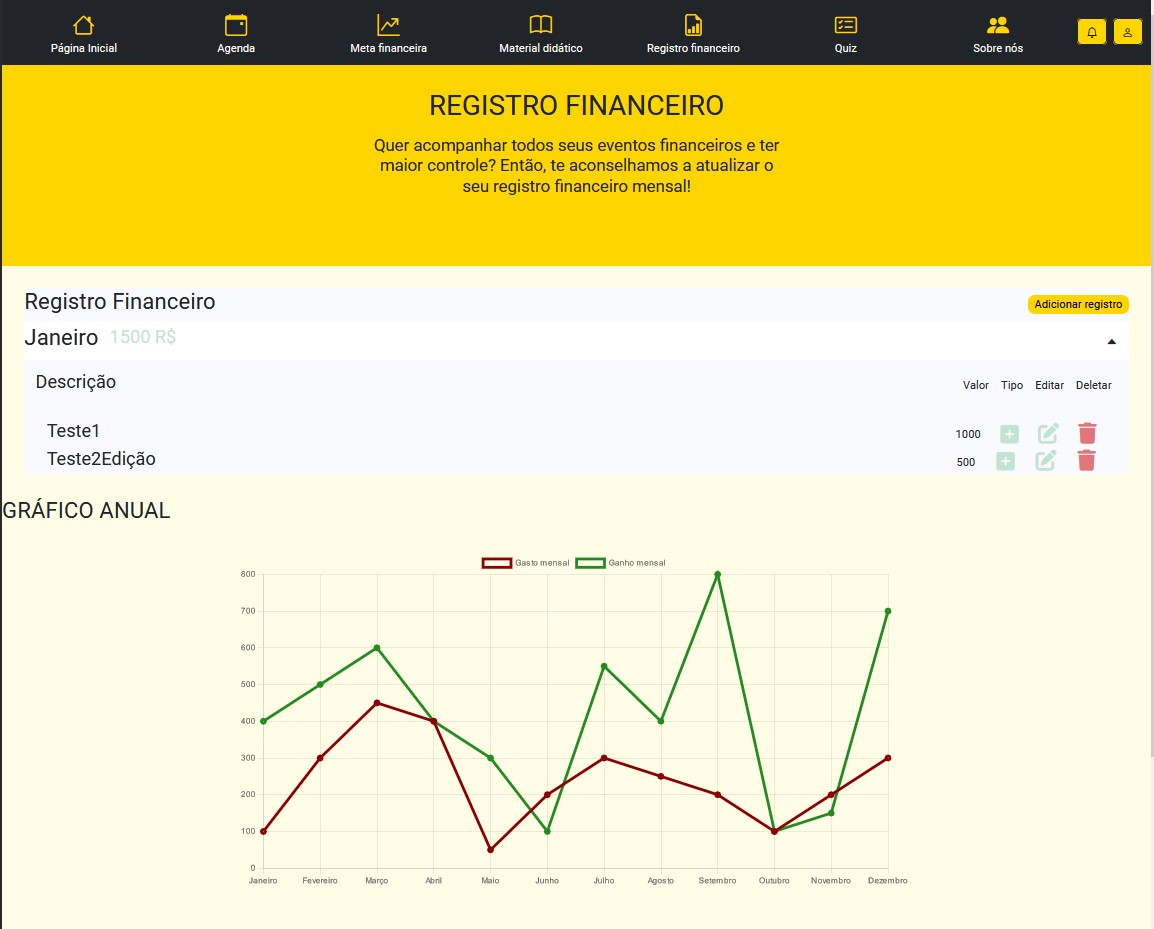 Página Inicial
Agenda
Meta financeira
Material didático
Registro financeiro
Quiz
Sobre nós
REGISTRO FINANCEIRO
Quer acompanhar todos seus eventos financeiros e ter
maior controle? Então, te aconselhamos a atualizar o
seu registro financeiro mensal!
Registro Financeiro
Adicionar registro
Janeiro 1500 R$
Descrição
Valor Tipo Editar Deletar
Teste1 1000
Teste2Edição 500
GRÁFICO ANUAL
Gasto mensal Ganho mensal
800
700
600
500
400
300
200
100
0
Janeiro Fevereiro Março Abril Maio Junho Julho Agosto Setembro Outubro Novembro Dezembro